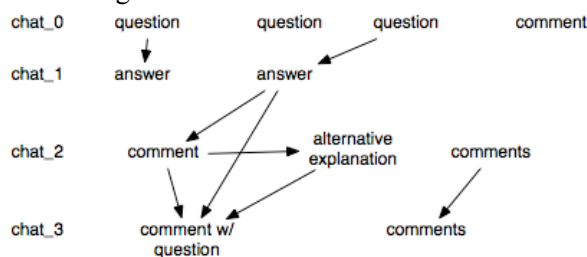 chat_0 question question question comment
chat_1 answer answer
chat_2 comment alternative explanation comments
chat_3 comment w/ question comments